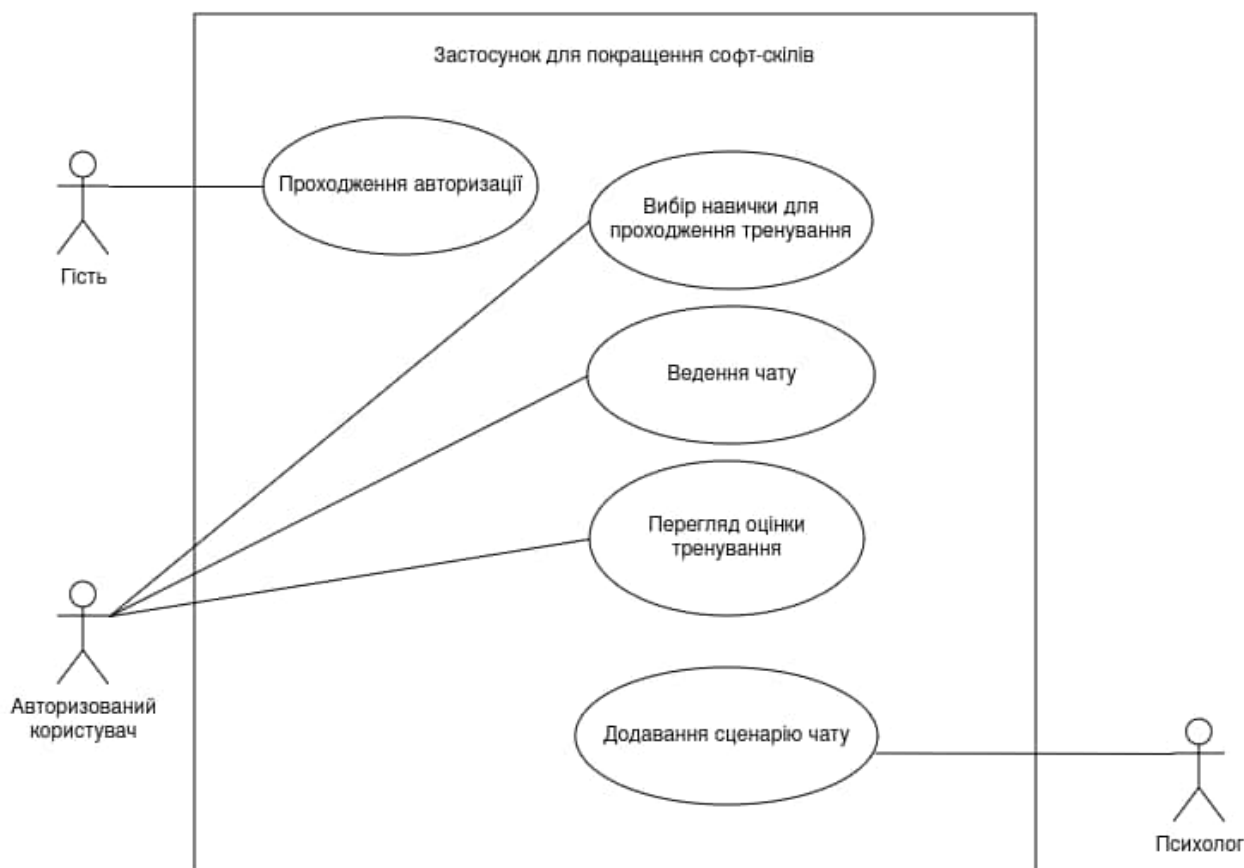 Застосунок для покращення софт-скілів
Проходження авторизації
Вибір навички для
проходження тренування
Гість
Ведення чату
Перегляд оцінки
тренування
Авторизований
користувач
Додавання сценарію чату
Психолог